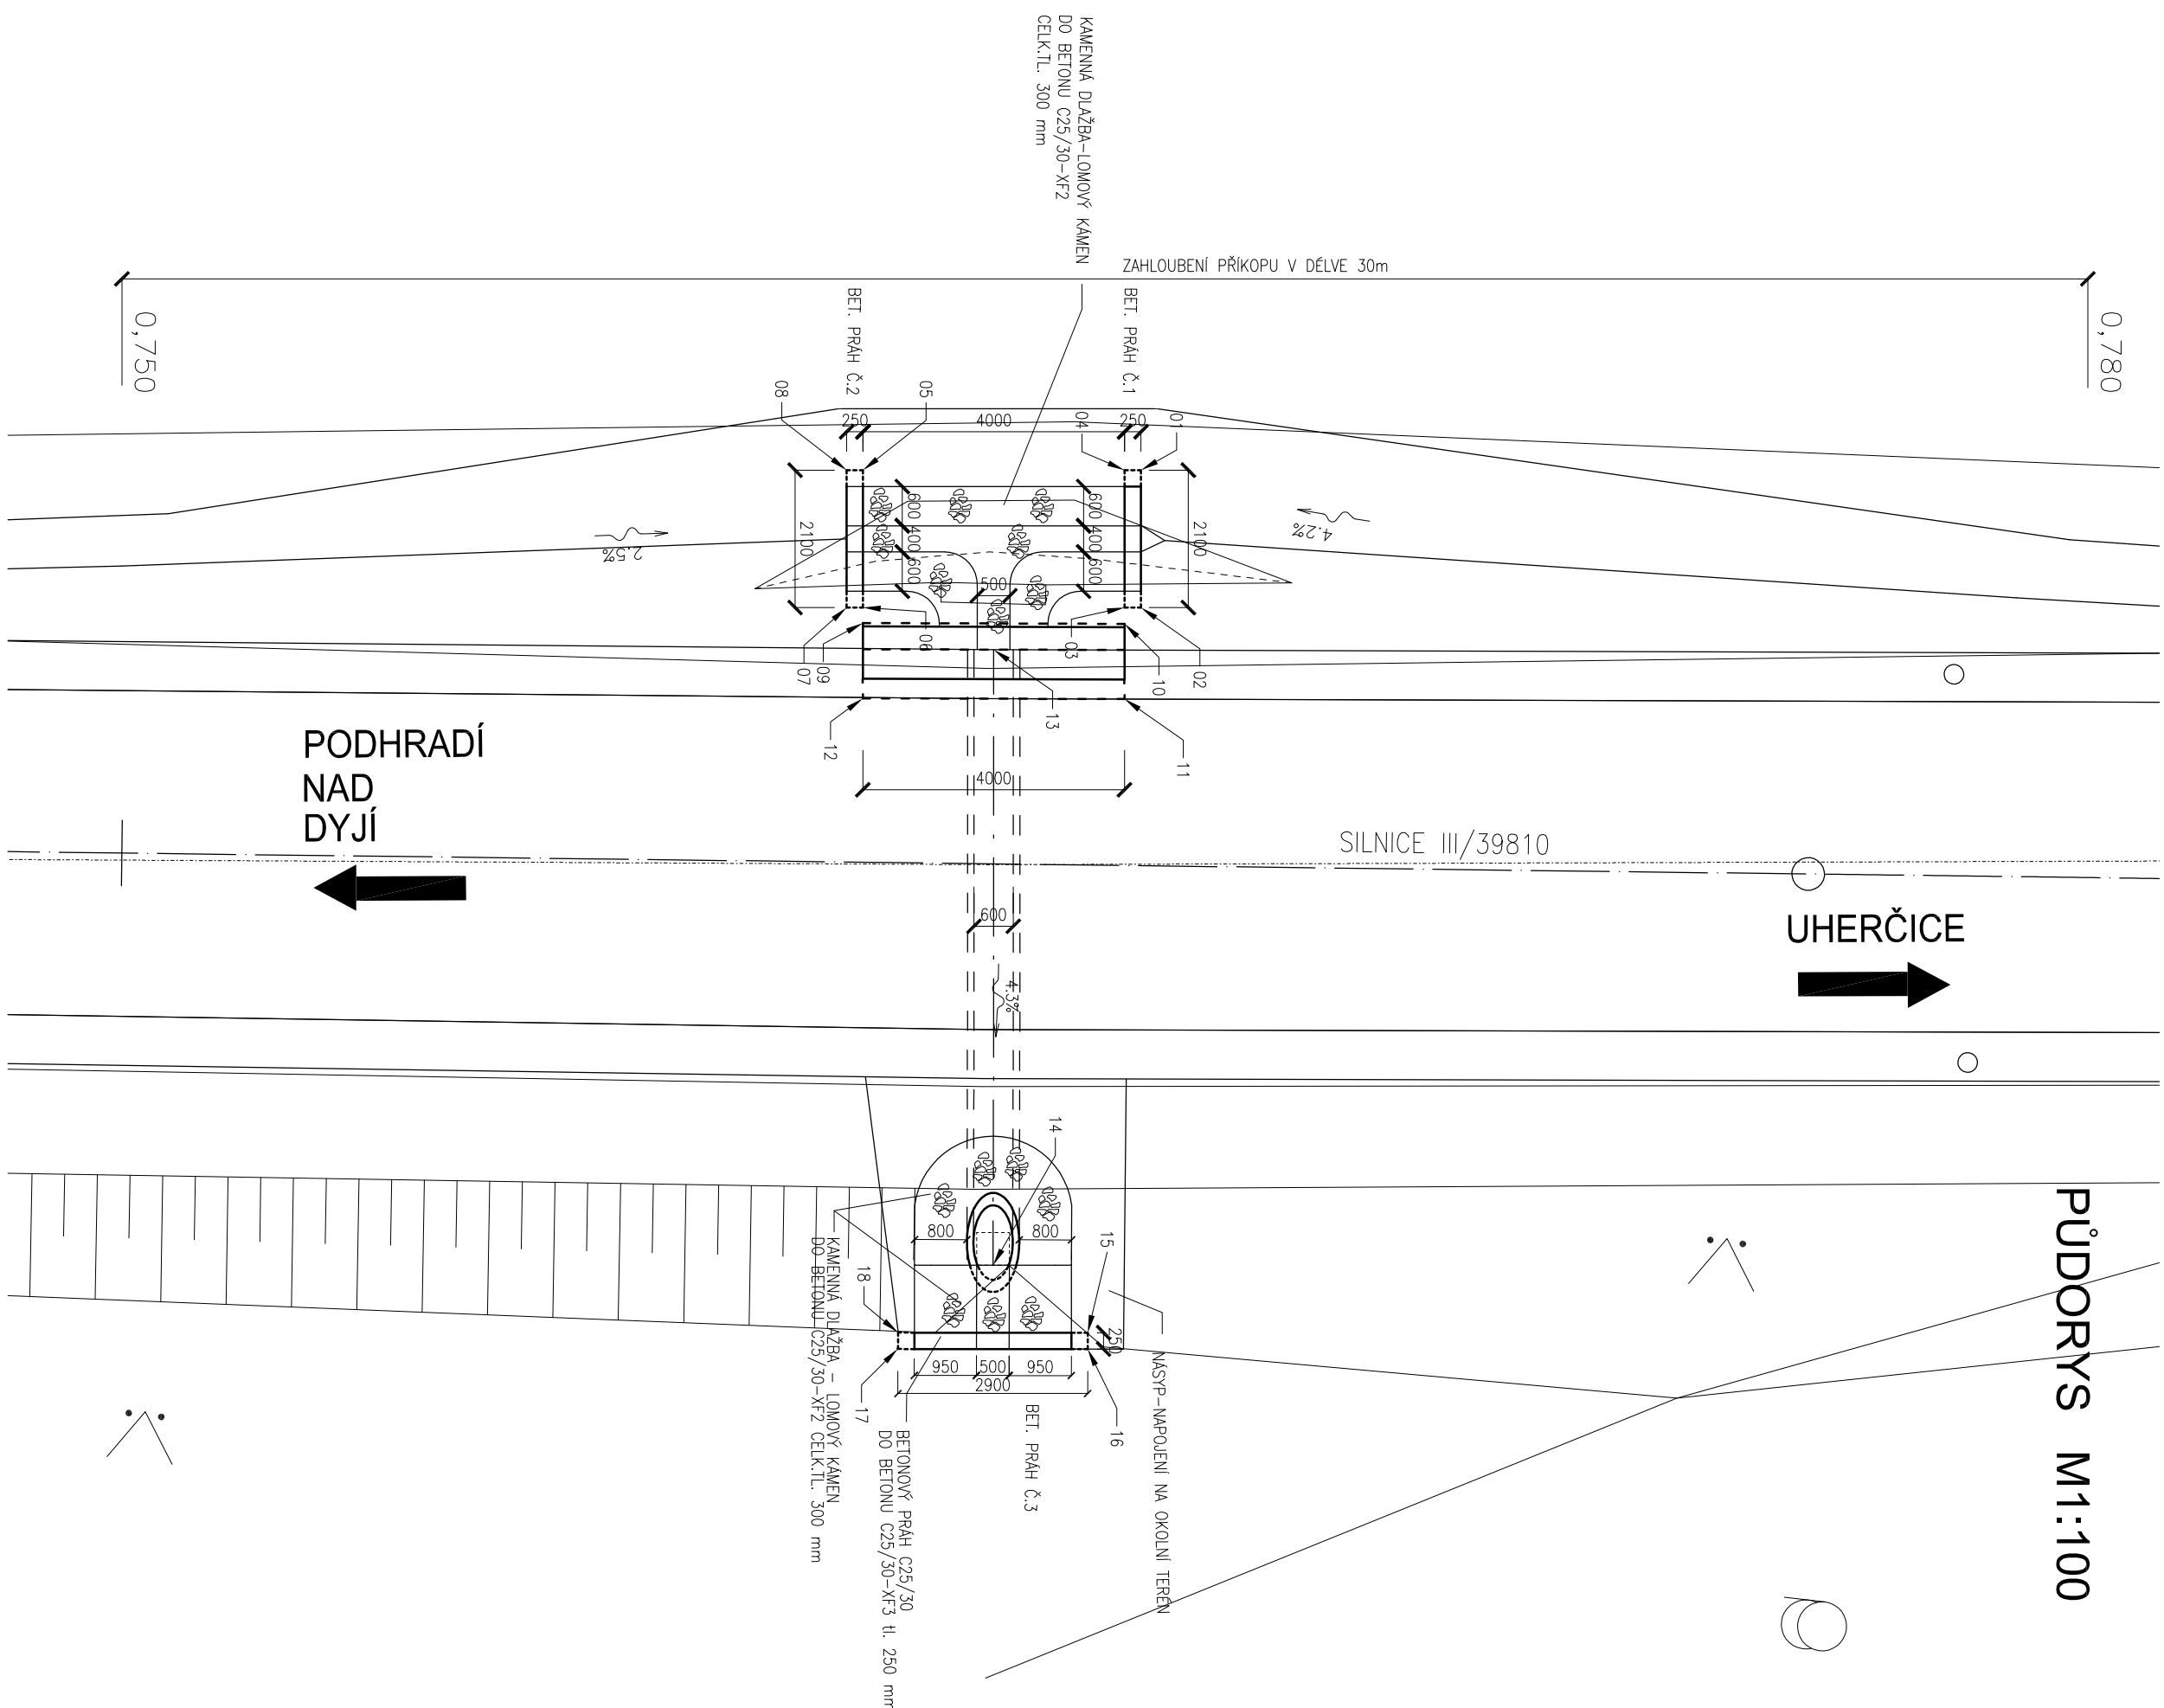 KAMENNÁ DLAŽBA-LOMOVÝ KÁMEN
DO BETONU C25/30-XF2
CELK.TL. 300 mm
ZAHLOUBENÍ PŘÍKOPU V DÉLVE 30m
0,750
0,780
BET. PRÁH Č.2
BET. PRÁH Č.1
08
05
04
01
250
4000
250
2100
600
400
600
600
400
600
2100
500
2.5%
4.2%
07
09
06
03
10
02
13
12
11
4000
PODHRADÍ
NAD
DYJÍ
SILNICE III/39810
UHERČICE
600
4.3%
14
15
800
800
18
250
950
500
950
2900
17
16
KAMENNÁ DLAŽBA - LOMOVÝ KÁMEN
DO BETONU C25/30-XF2 CELK.TL. 300 mm
BETONOVÝ PRÁH C25/30
DO BETONU C25/30-XF3 tl. 250 mm
BET. PRÁH Č.3
NÁSYP-NAPOJENÍ NA OKOLNÍ TERÉN
PŮDORYS M1:100